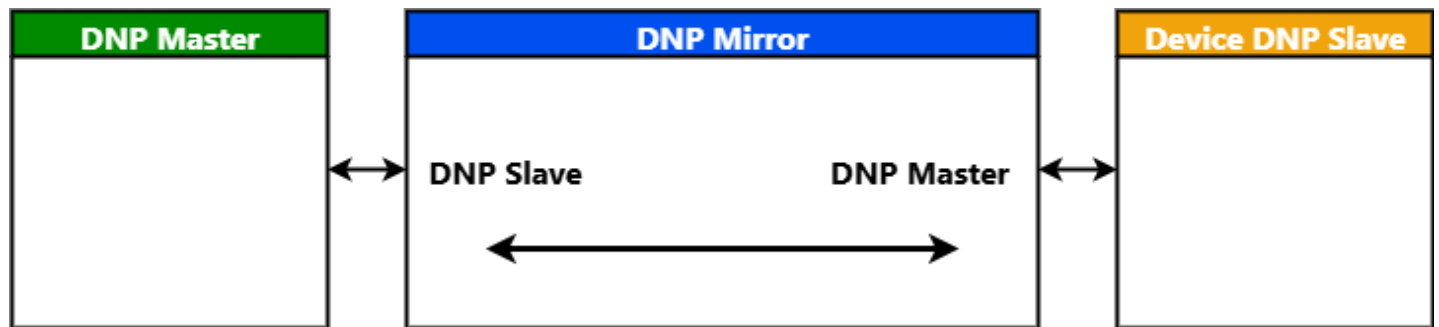 DNP Master
DNP Mirror
Device DNP Slave
DNP Slave
DNP Master